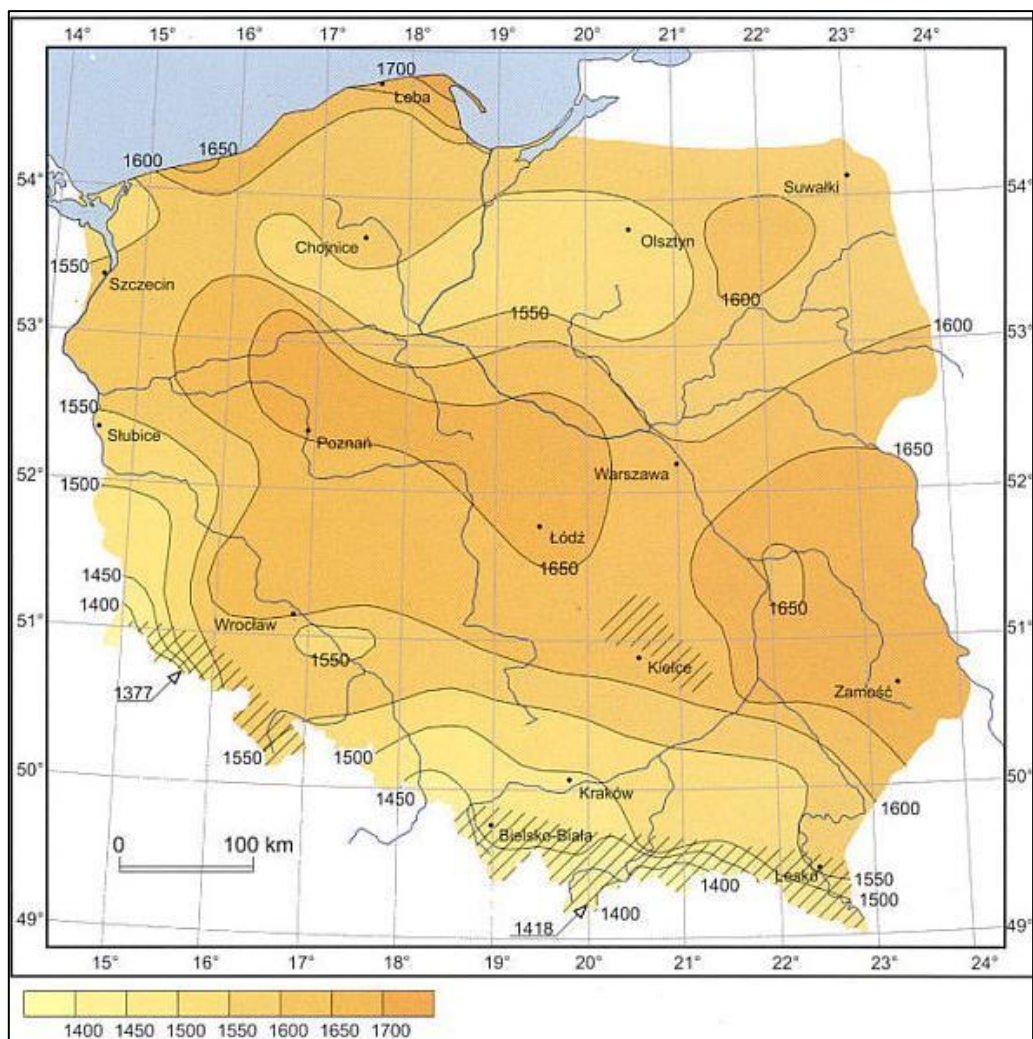 14° 15° 16° 17° 18° 19° 20° 21° 22° 23° 24°
1700
Łeba
1650
1600
54° 54°
Suwałki
Chojnice
Olsztyn
1550
Szczecin
1600
1550
53° 53°
1600
1550
Słubice
Poznań
1650
Warszawa
52° 52°
1500
Łódź
1650
1450
1650
1400
51° 51°
Wrocław
1550
Kielce
1377
Zamość
1550
1500
50° 50°
1450
Kraków
1600
0 100 km
Bielsko-Biała
Lesko
1550
1400
1500
1400
49° 49°
1418
15° 16° 17° 18° 19° 20° 21° 22° 23° 24°
1400 1450 1500 1550 1600 1650 1700